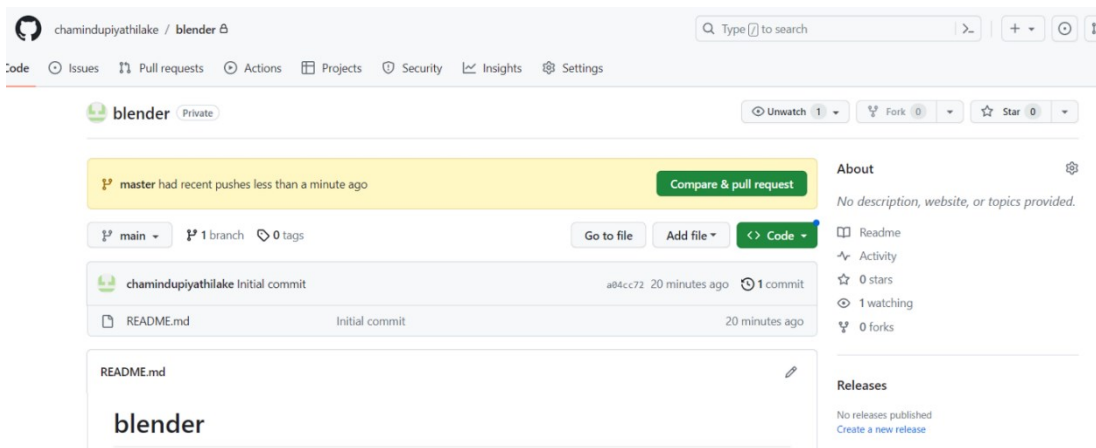 chamindupiyathilake / blender
Type / to search
Code Issues Pull requests Actions Projects Security Insights Settings
blender Private
Unwatch 1
Fork 0
Star 0
master had recent pushes less than a minute ago
Compare & pull request
main 1 branch 0 tags
Go to file Add file <> Code
chamindupiyathilake Initial commit a04cc72 20 minutes ago 1 commit
README.md Initial commit 20 minutes ago
README.md
blender
About
No description, website, or topics provided.
Readme
Activity
0 stars
1 watching
0 forks
Releases
No releases published
Create a new release